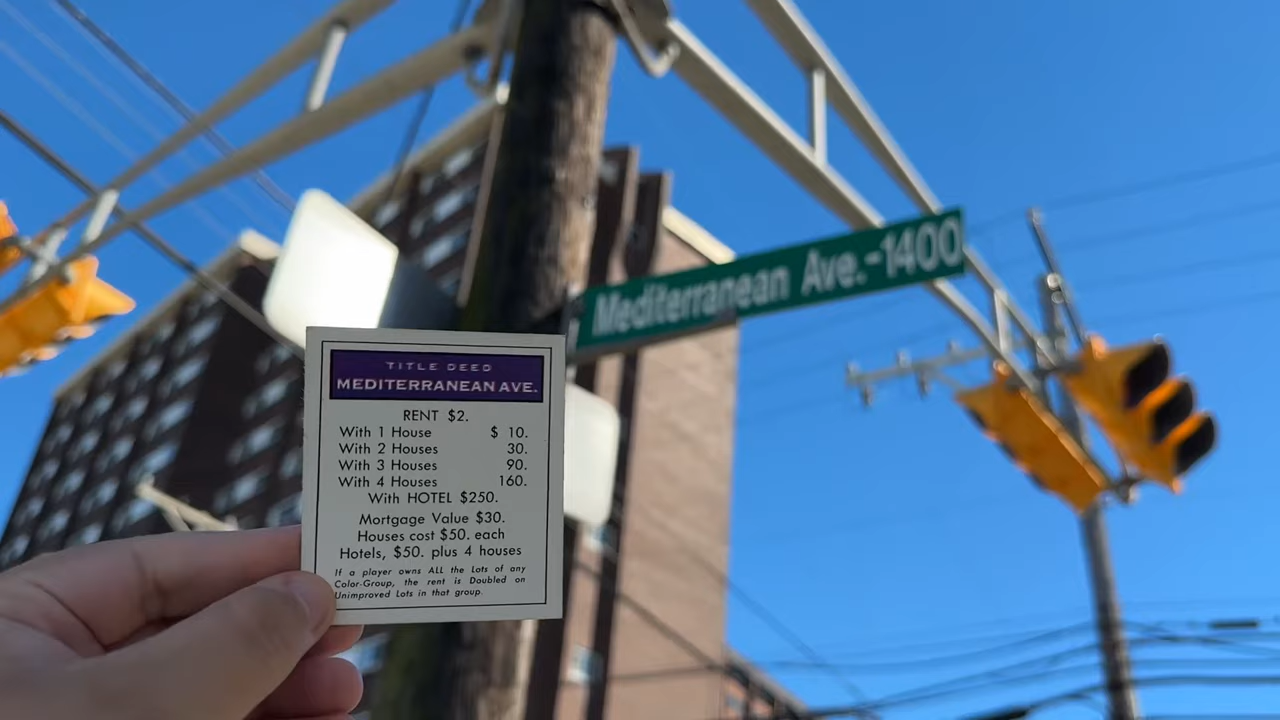 Mediterranean Ave.-1400
TITLE DEED
MEDITERRANEAN AVE.
RENT $2.
With 1 House $ 10.
With 2 Houses 30.
With 3 Houses 90.
With 4 Houses 160.
With HOTEL $250.
Mortgage Value $30.
Houses cost $50. each
Hotels, $50. plus 4 houses
If a player owns ALL the Lots of any
Color-Group, the rent is Doubled on
Unimproved Lots in that group.